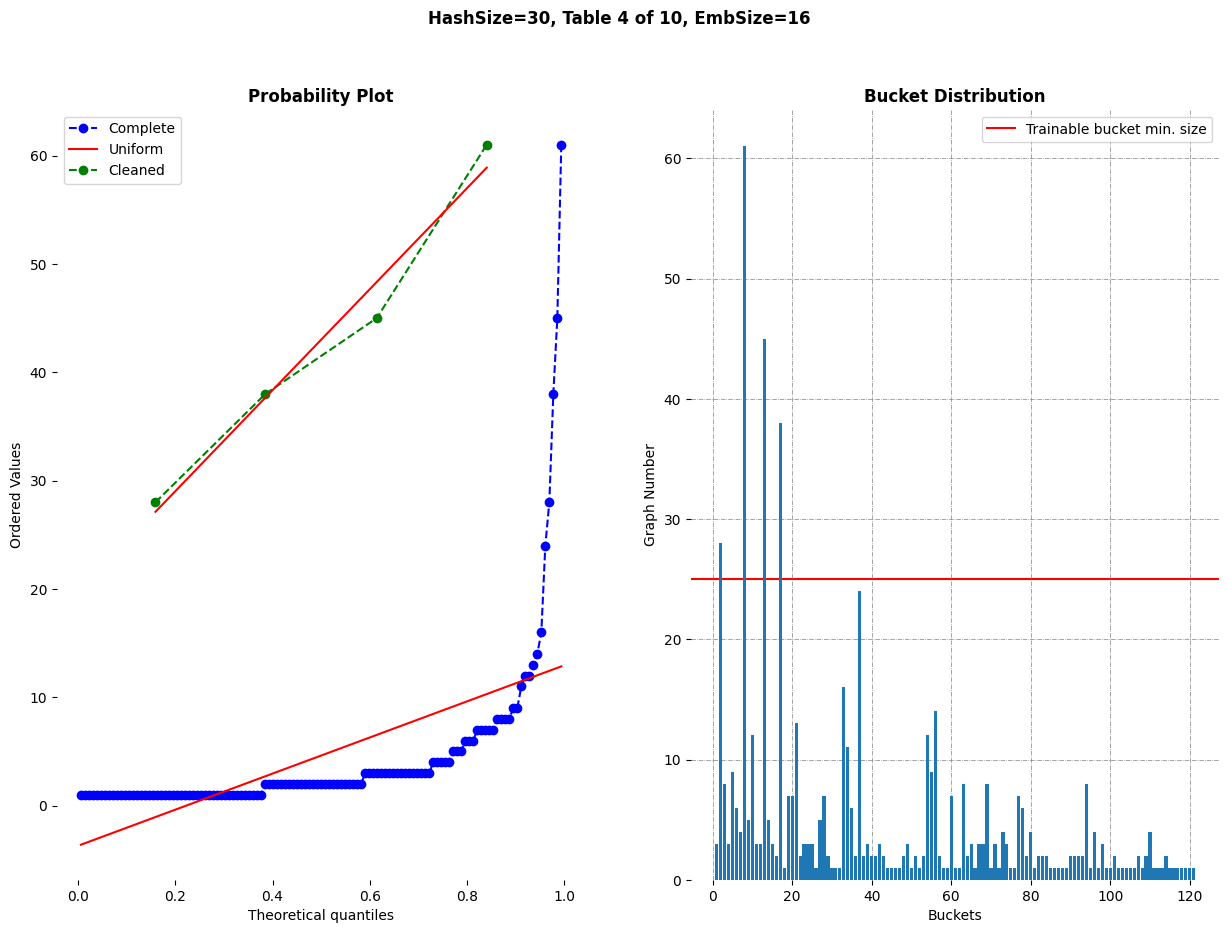 HashSize=30, Table 4 of 10, EmbSize=16
Probability Plot
Complete
Uniform
Cleaned
60
50
40
30
20
10
0
Ordered Values
0.0 0.2 0.4 0.6 0.8 1.0
Theoretical quantiles
Bucket Distribution
Trainable bucket min. size
60
50
40
30
20
10
0
Graph Number
0 20 40 60 80 100 120
Buckets